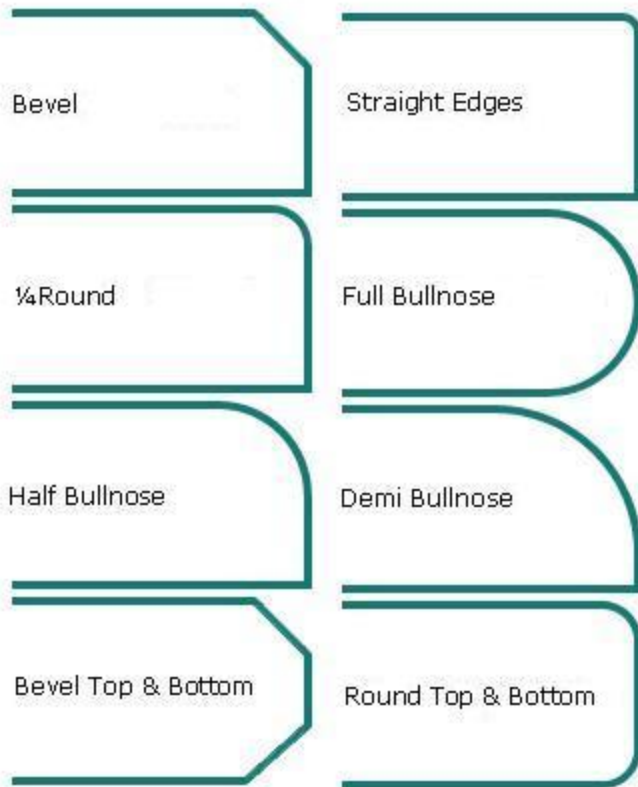 Bevel
Straight Edges
¼Round
Full Bullnose
Half Bullnose
Demi Bullnose
Bevel Top & Bottom
Round Top & Bottom